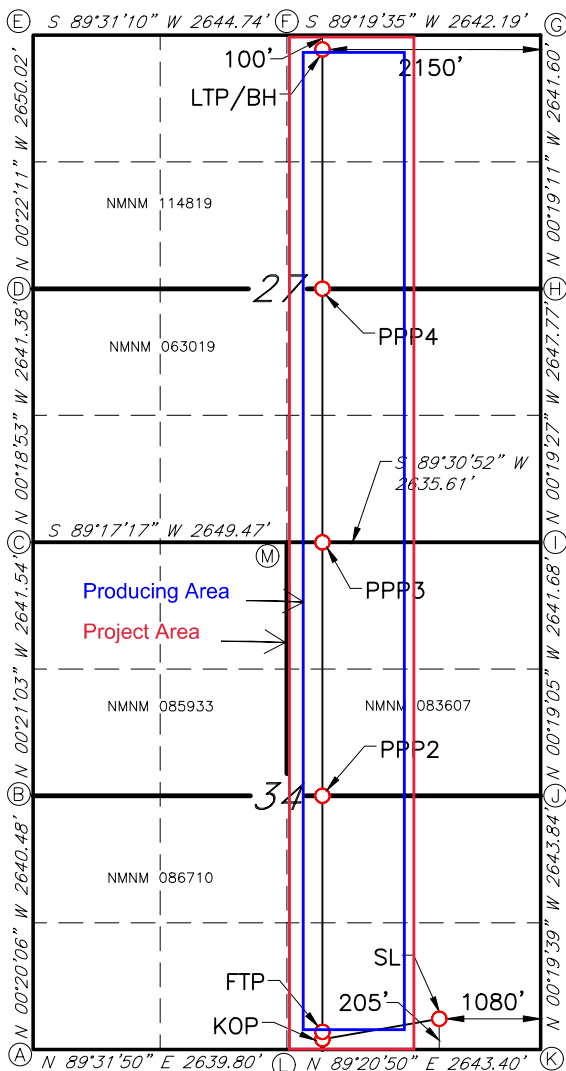 E S 89°31'10" W 2644.74' F S 89°19'35" W 2642.19' G
100'
2150'
LTP/BH
N 00°22'11" W 2650.02'
N 00°19'11" W 2641.60'
NMNM 114819
D 27 H
PPP4
N 00°18'53" W 2641.38'
N 00°19'27" W 2647.77'
NMNM 063019
S 89°30'52" W
2635.61'
S 89°17'17" W 2649.47'
C M I
PPP3
Producing Area
Project Area
N 00°21'03" W 2641.54'
N 00°19'05" W 2641.68'
NMNM 085933 NMNM 083607
PPP2
B 34 J
NMNM 086710
N 00°20'06" W 2640.48'
N 00°19'39" W 2643.84'
SL
FTP
205' 1080'
KOP
A N 89°31'50" E 2639.80' L N 89°20'50" E 2643.40' K